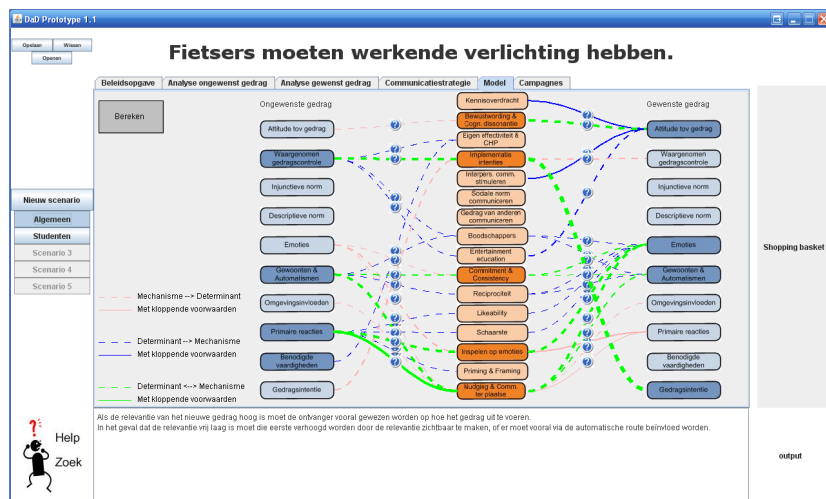 DaD Prototype 1.1
Opslaan Wissen
Openen
Fietsers moeten werkende verlichting hebben.
Beleidsopgave Analyse ongewenst gedrag Analyse gewenst gedrag Communicatiestrategie Model Campagnes
Bereken
Ongewenste gedrag
Attitude tov gedrag
Waargenomen
gedragscontrole
Injunctieve norm
Descriptieve norm
Emoties
Gewoonten &
Automatismen
Omgevingsinvloeden
Primaire reacties
Benodigde
vaardigheden
Gedragsintentie
Kennisoverdracht
Bewustwording &
Cogn. dissonantie
Eigen effectiviteit &
CHP
Implementatie
intenties
Interpers. comm.
stimuleren
Sociale norm
communiceren
Gedrag van anderen
communiceren
Boodschappers
Entertainment
ecucation
Commitment &
Consistency
Reciprociteit
Likeability
Schaarste
Inspelen op emoties
Priming & Framing
Nudging & Comm.
ter plaatse
Gewenste gedrag
Attitude tov gedrag
Waargenomen
gedragscontrole
Injunctieve norm
Descriptieve norm
Emoties
Gewoonten &
Automatismen
Omgevingsinvloeden
Primaire reacties
Benodigde
vaardigheden
Gedragsintentie
Nieuw scenario
Algemeen
Studenten
Scenario 3
Scenario 4
Scenario 5
Mechanisme --> Determinant
Met kloppende voorwaarden
Determinant --> Mechanisme
Met kloppende voorwaarden
Determinant <--> Mechanisme
Met kloppende voorwaarden
Shopping basket
Als de relevantie van het nieuwe gedrag hoog is moet de ontvanger vooral gewezen worden op hoe het gedrag uit te voeren.
In het geval dat de relevantie vrij laag is moet die eerste verhoogd worden door de relevantie zichtbaar te maken, of er moet vooral via de automatische route beïnvloed worden.
Help
Zoek
output